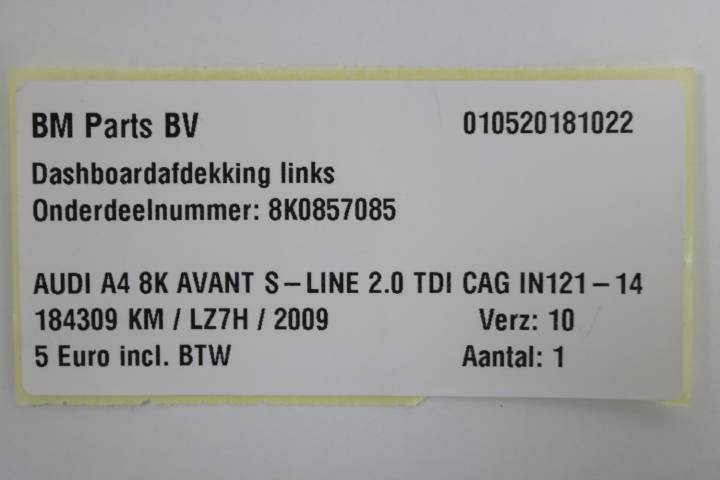 BM Parts BV 010520181022
Dashboardafdekking links
Onderdeelnummer: 8K0857085
AUDI A4 8K AVANT S-LINE 2.0 TDI CAG IN121-14
184309 KM / LZ7H / 2009 Verz: 10
5 Euro incl. BTW Aantal: 1